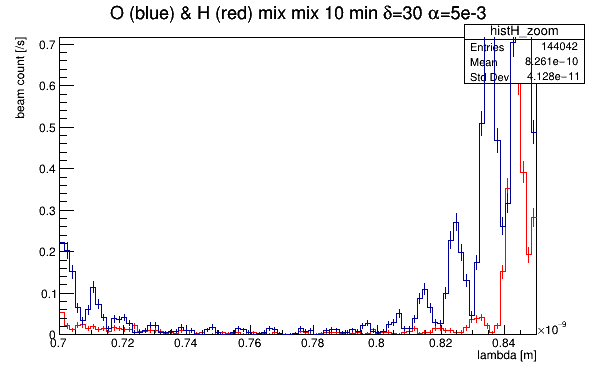 O (blue) & H (red) mix mix 10 min δ=30 α=5e-3
histH_zoom
Entries 144042
Mean 8.261e-10
Std Dev 4.128e-11
beam count [/s]
0.7
0.6
0.5
0.4
0.3
0.2
0.1
0
0.7 0.72 0.74 0.76 0.78 0.8 0.82 0.84
×10-9
lambda [m]